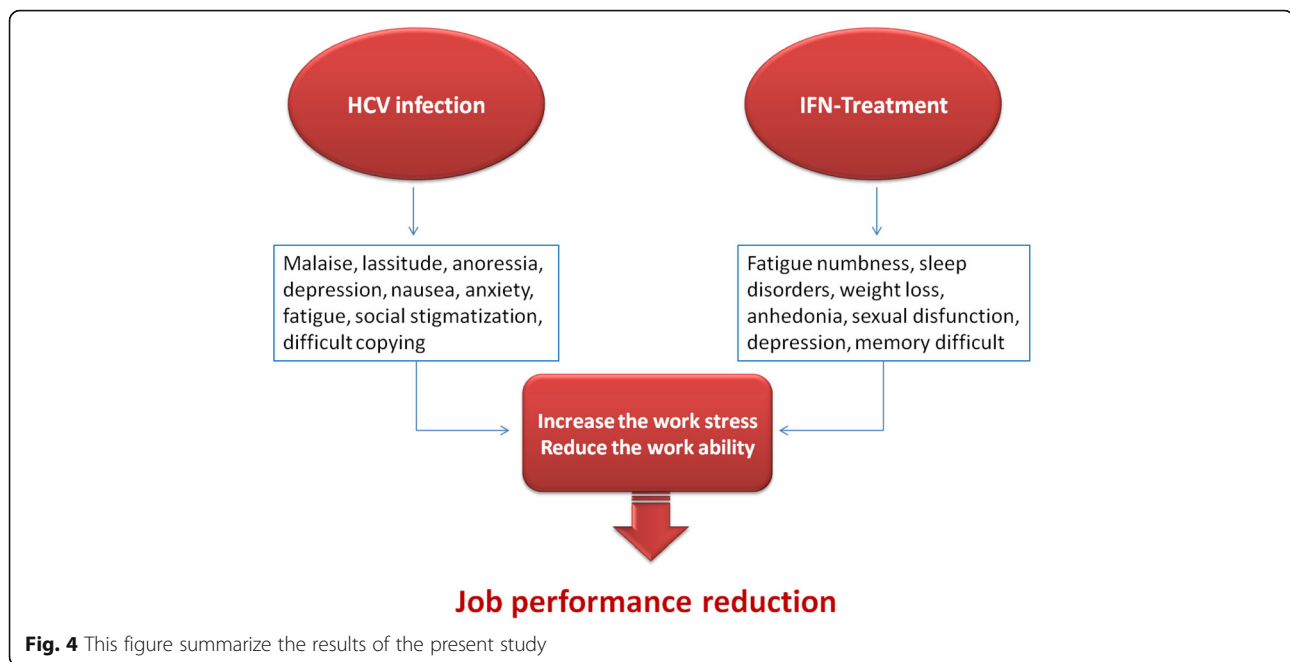 HCV infection
IFN-Treatment
Malaise, lassitude, anoressia,
depression, nausea, anxiety,
fatigue, social stigmatization,
difficult copying
Fatigue numbness, sleep
disorders, weight loss,
anhedonia, sexual disfunction,
depression, memory difficult
Increase the work stress
Reduce the work ability
Job performance reduction
Fig. 4 This figure summarize the results of the present study